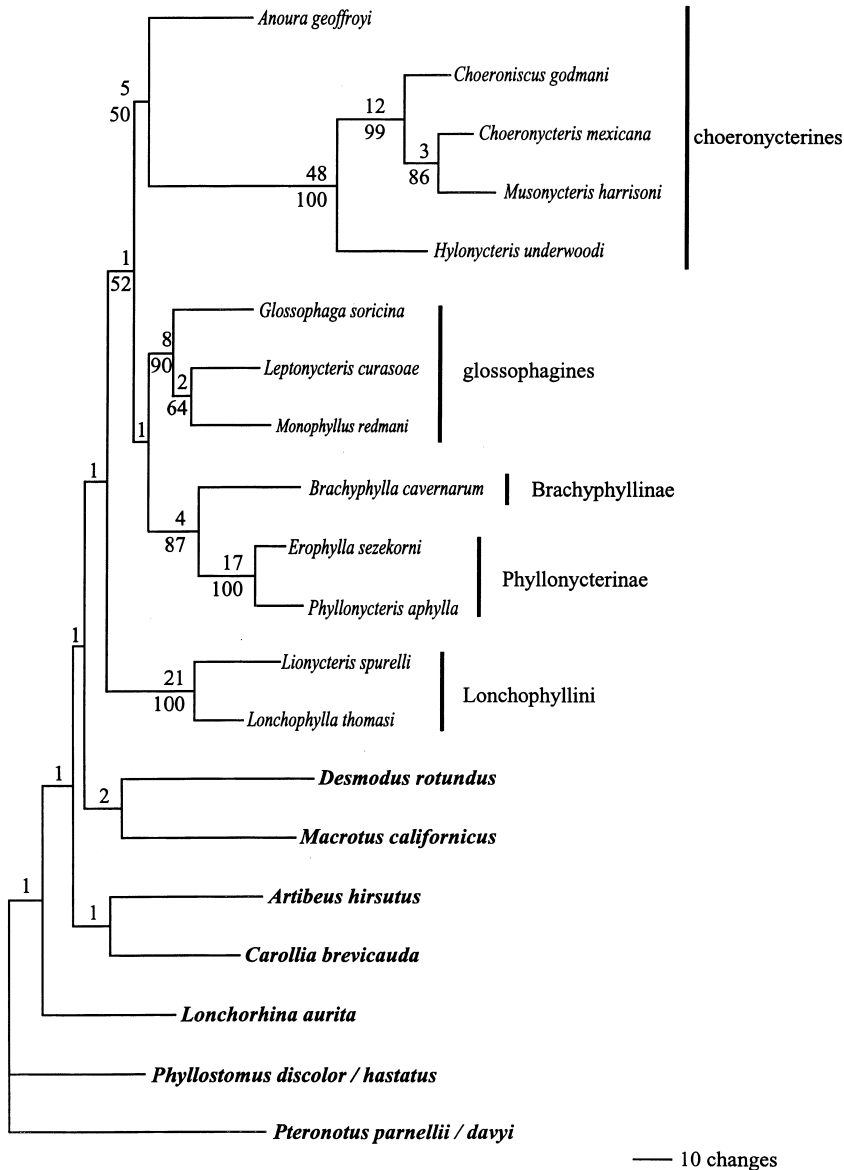 Anoura geoffroyi
Choeroniscus godmani
5
50
12
99
Choeronycteris mexicana
choeronycterines
3
86
48
100
Musonycteris harrisoni
Hylonycteris underwoodi
1
52
Glossophaga soricina
8
90
Leptonycteris curasoae
glossophagines
2
64
Monophyllus redmani
1
1
Brachyphylla cavernarum
Brachyphyllinae
4
87
Erophylla sezekorni
17
100
Phyllonycterinae
Phyllonycteris aphylla
1
Lionycteris spurelli
21
100
Lonchophyllini
Lonchophylla thomasi
1
Desmodus rotundus
2
Macrotus californicus
1
Artibeus hirsutus
1
Carollia brevicauda
Lonchorhina aurita
Phyllostomus discolor / hastatus
Pteronotus parnellii / davyi
10 changes